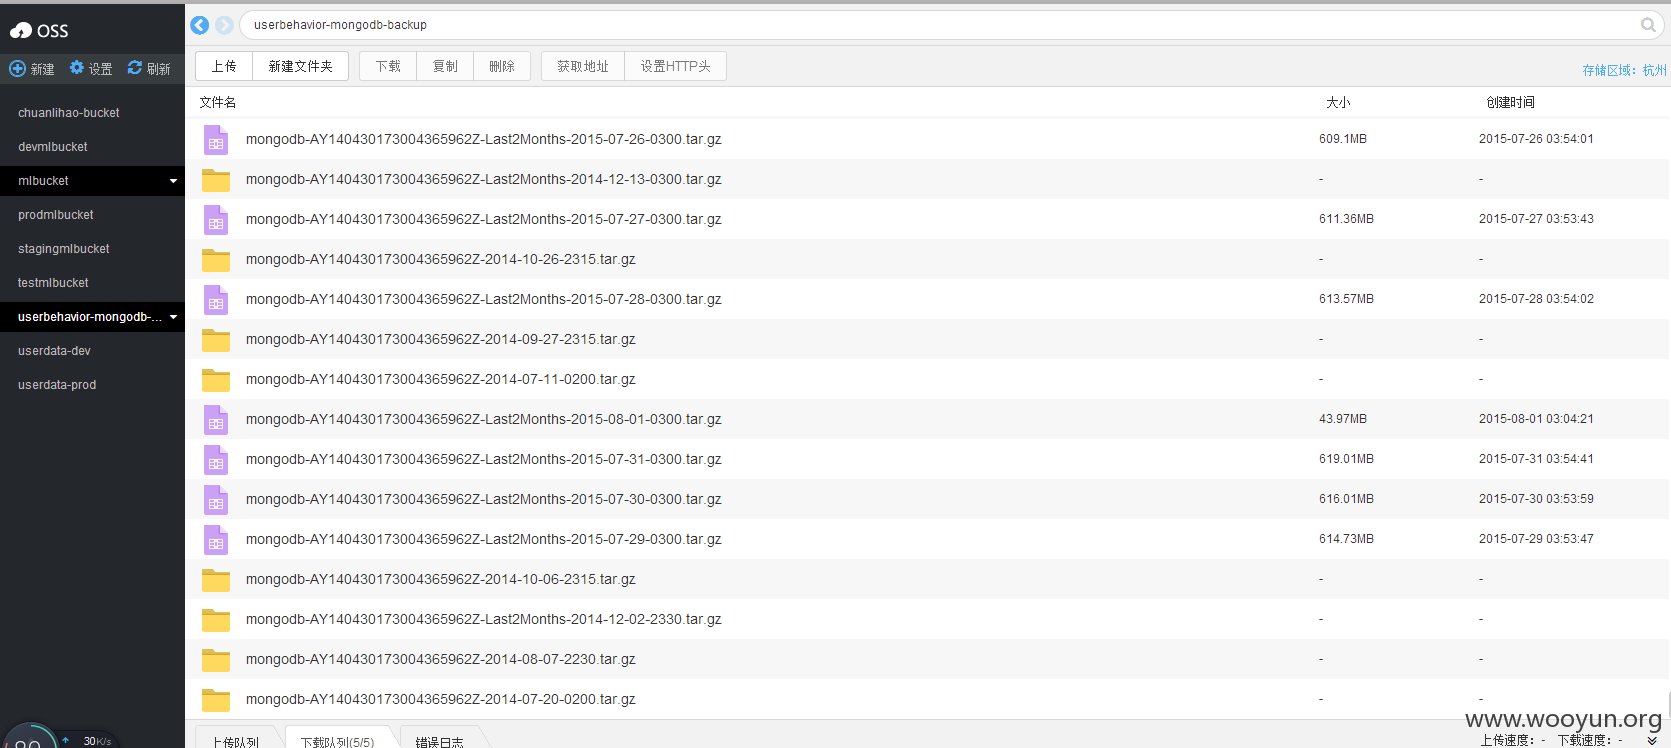 OSS
userbehavior-mongodb-backup
新建 设置 刷新
上传 新建文件夹 下载 复制 删除 获取地址 设置HTTP头
存储区域：杭州
chuanlihao-bucket
devmlbucket
mlbucket
prodmlbucket
stagingmlbucket
testmlbucket
userbehavior-mongodb-...
userdata-dev
userdata-prod
文件名 大小 创建时间
mongodb-AY140430173004365962Z-Last2Months-2015-07-26-0300.tar.gz 609.1MB 2015-07-26 03:54:01
mongodb-AY140430173004365962Z-Last2Months-2014-12-13-0300.tar.gz - -
mongodb-AY140430173004365962Z-Last2Months-2015-07-27-0300.tar.gz 611.36MB 2015-07-27 03:53:43
mongodb-AY140430173004365962Z-2014-10-26-2315.tar.gz - -
mongodb-AY140430173004365962Z-Last2Months-2015-07-28-0300.tar.gz 613.57MB 2015-07-28 03:54:02
mongodb-AY140430173004365962Z-2014-09-27-2315.tar.gz - -
mongodb-AY140430173004365962Z-2014-07-11-0200.tar.gz - -
mongodb-AY140430173004365962Z-Last2Months-2015-08-01-0300.tar.gz 43.97MB 2015-08-01 03:04:21
mongodb-AY140430173004365962Z-Last2Months-2015-07-31-0300.tar.gz 619.01MB 2015-07-31 03:54:41
mongodb-AY140430173004365962Z-Last2Months-2015-07-30-0300.tar.gz 616.01MB 2015-07-30 03:53:59
mongodb-AY140430173004365962Z-Last2Months-2015-07-29-0300.tar.gz 614.73MB 2015-07-29 03:53:47
mongodb-AY140430173004365962Z-2014-10-06-2315.tar.gz - -
mongodb-AY140430173004365962Z-Last2Months-2014-12-02-2330.tar.gz - -
mongodb-AY140430173004365962Z-2014-08-07-2230.tar.gz - -
mongodb-AY140430173004365962Z-2014-07-20-0200.tar.gz - -
www.wooyun.org
30K/s
上传队列 下载队列(5/5) 错误日志
上传速度：- 下载速度：-